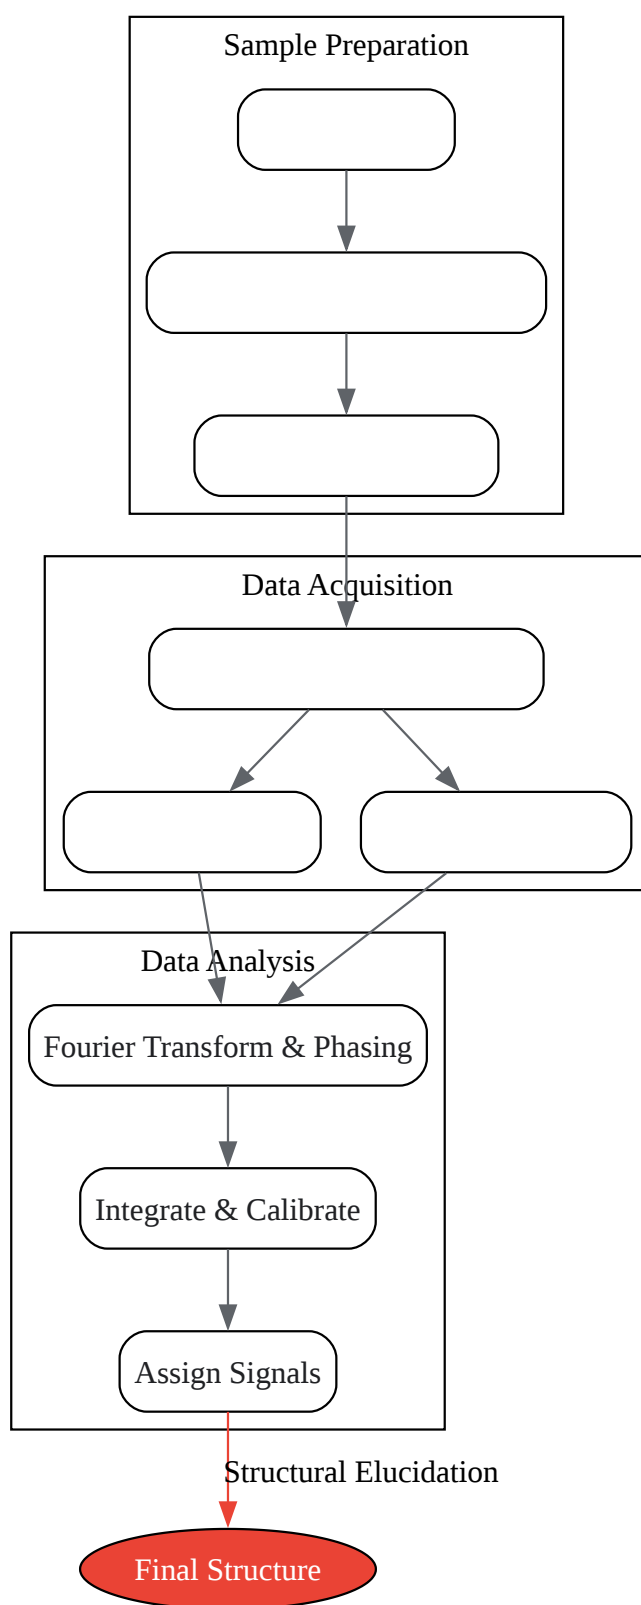 Sample Preparation
Data Acquisition
Data Analysis
Fourier Transform & Phasing
Integrate & Calibrate
Assign Signals
Structural Elucidation
Final Structure